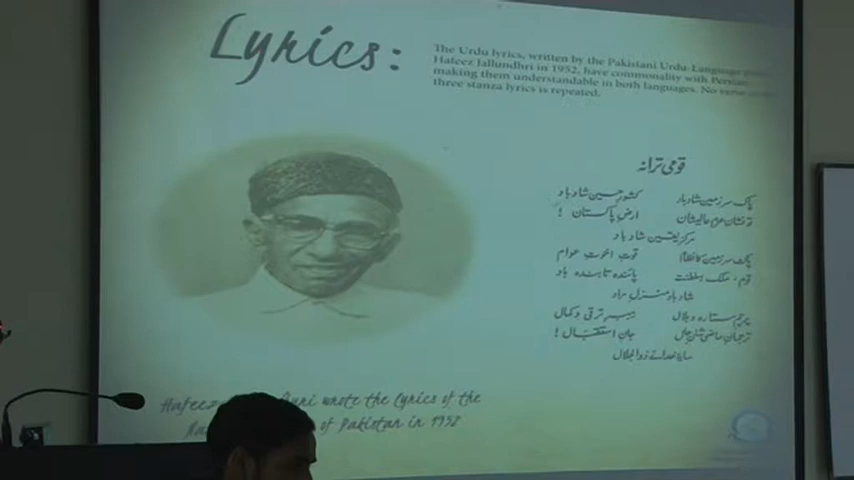 Lyrics:
The Urdu lyrics, written by the Pakistani Urdu-Language
Hafeez Jallundhri in 1952, have commonality with Persian,
making them understandable in both languages. No verse
three stanza lyrics is repeated.
قومی ترانہ
پاک سرزمین شاد باد کشور حسین شاد باد
تو نشان عزم عالیشان ارض پاکستان !
مرکز یقین شاد باد
پاک سرزمین کا نظام قوت اخوت عوام
قوم ، ملک ، سلطنت پائندہ تابندہ باد
شاد باد منزل مراد
پرچم ستارہ و ہلال رہبر ترقی و کمال
ترجمان ماضی شان حال جان استقبال !
سایۂ خدائے ذوالجلال
Hafeez wrote the Lyrics of the
of Pakistan in 1952